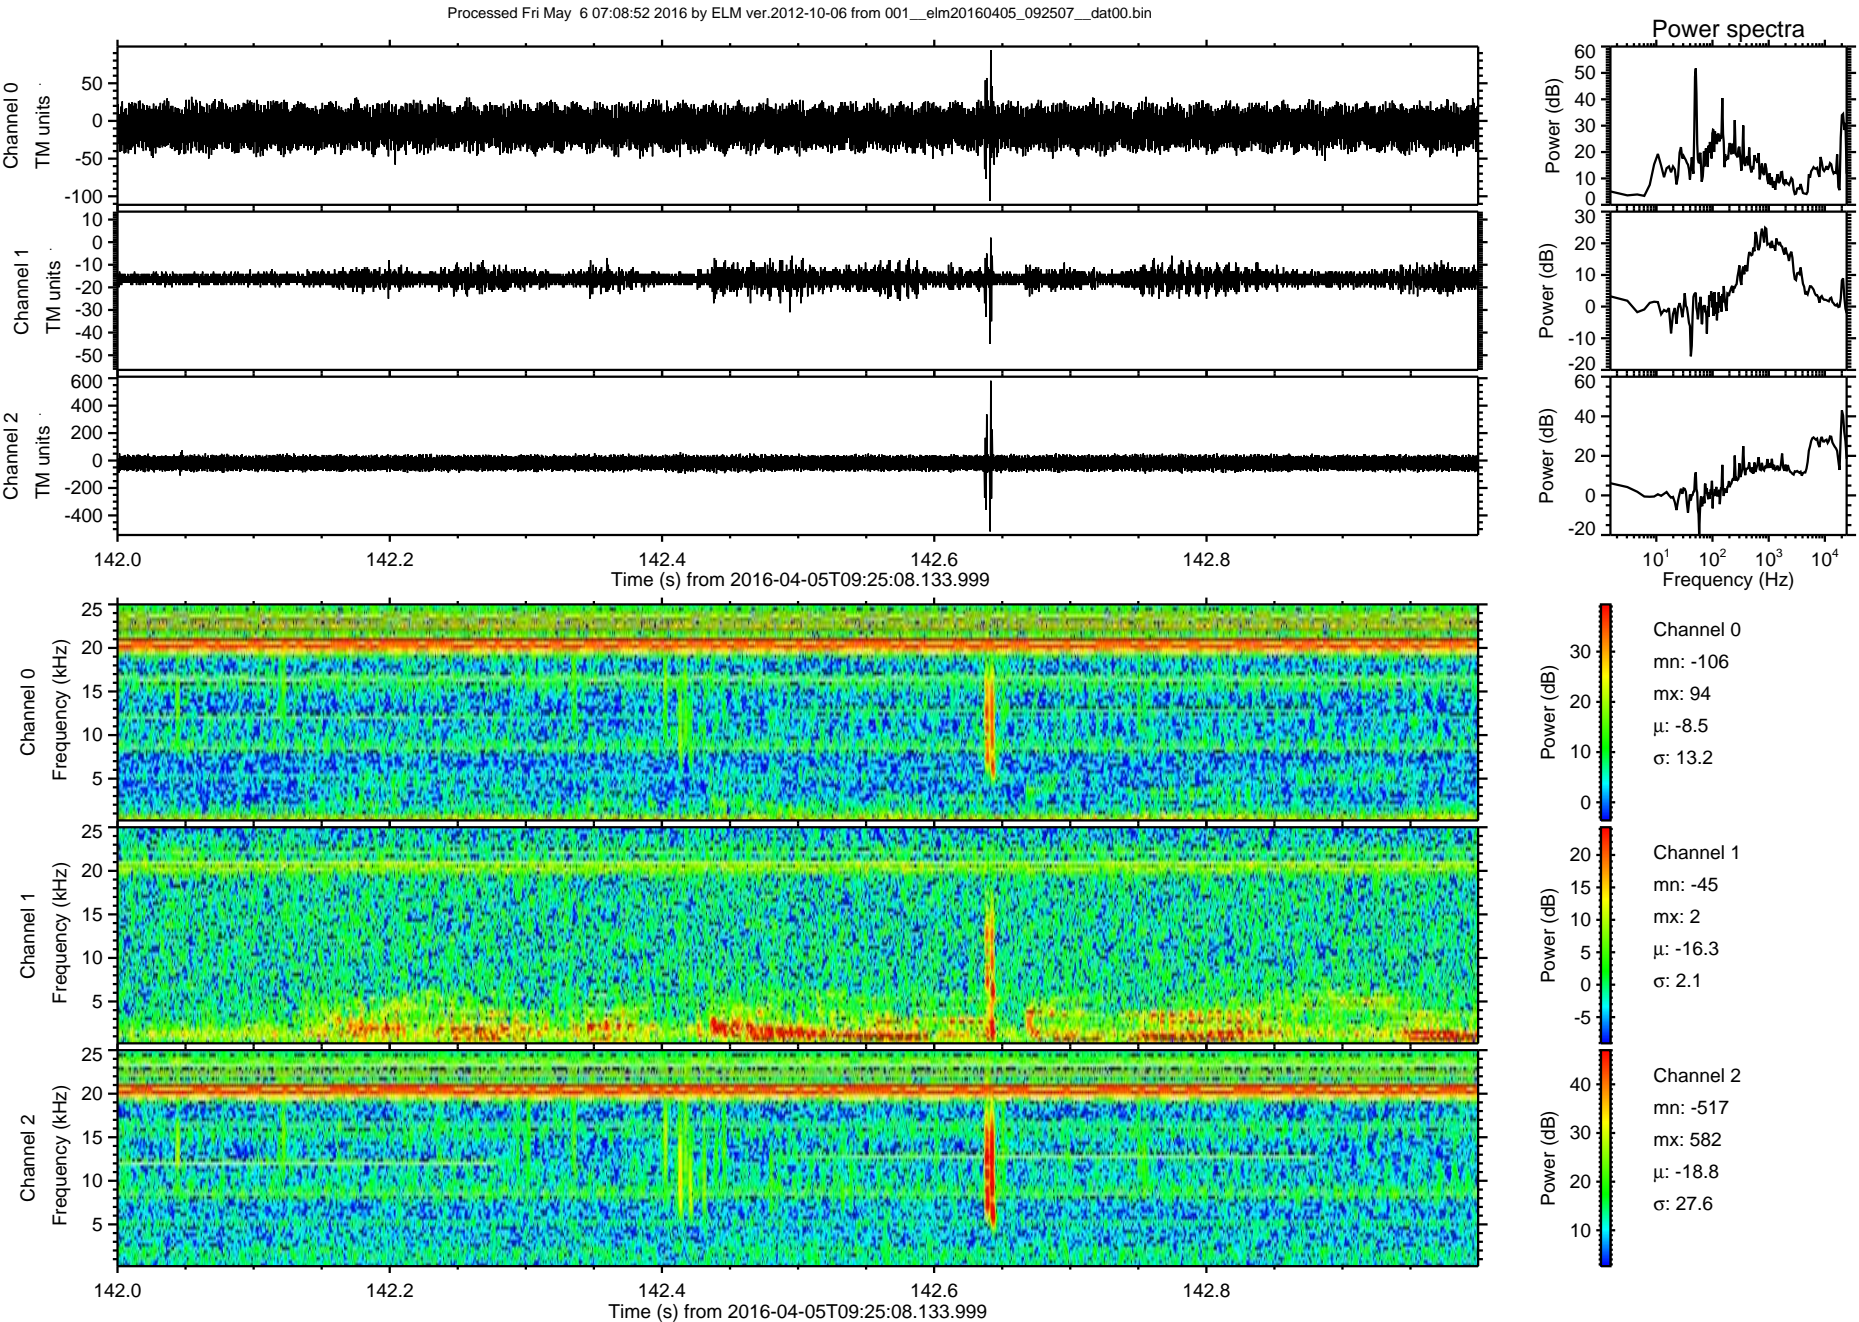 Processed Fri May  6 07:08:52 2016 by ELM ver.2012-10-06 from 001__elm20160405_092507__dat00.bin
Power spectra
Channel 0
TM units
50
0
-50
-100
Power (dB)
60
50
40
30
20
10
0
Channel 1
TM units
10
0
-10
-20
-30
-40
-50
Power (dB)
30
20
10
0
-10
-20
Channel 2
TM units
600
400
200
0
-200
-400
Power (dB)
60
40
20
0
-20
142.0 142.2 142.4 142.6 142.8
Time (s) from 2016-04-05T09:25:08.133.999
10¹ 10² 10³ 10⁴
Frequency (Hz)
Channel 0
Frequency (kHz)
25
20
15
10
5
Power (dB)
30
20
10
0
Channel 0
mn: -106
mx: 94
µ: -8.5
σ: 13.2
Channel 1
Frequency (kHz)
25
20
15
10
5
Power (dB)
20
15
10
5
0
-5
Channel 1
mn: -45
mx: 2
µ: -16.3
σ: 2.1
Channel 2
Frequency (kHz)
25
20
15
10
5
Power (dB)
40
30
20
10
Channel 2
mn: -517
mx: 582
µ: -18.8
σ: 27.6
142.0 142.2 142.4 142.6 142.8
Time (s) from 2016-04-05T09:25:08.133.999